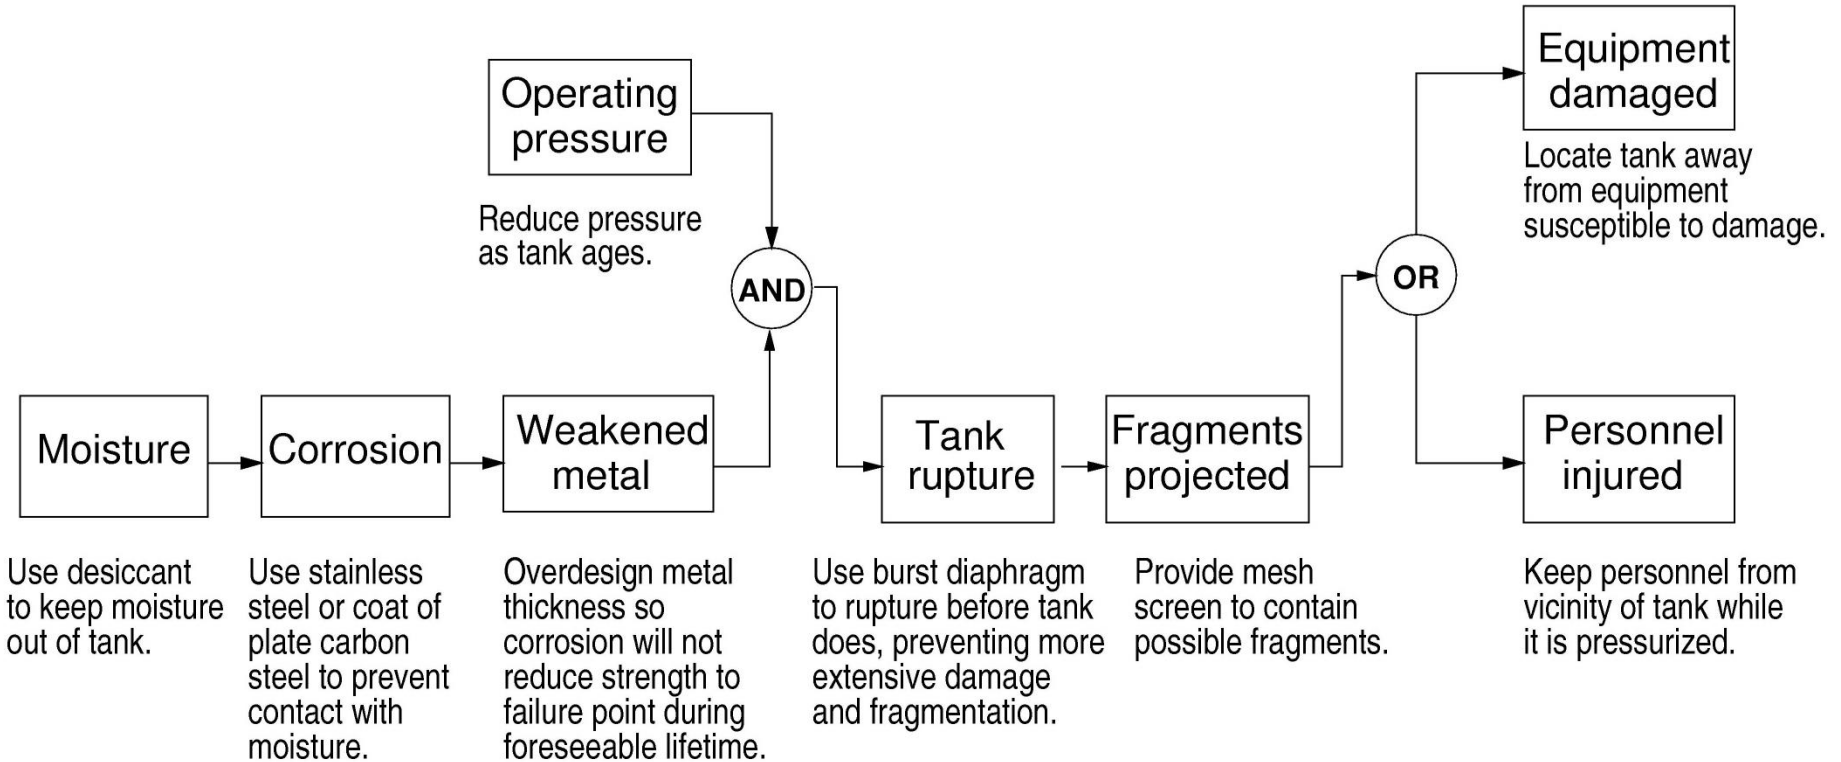 Equipment
damaged
Locate tank away
from equipment
susceptible to damage.
Operating
pressure
Reduce pressure
as tank ages.
AND
OR
Moisture
Use desiccant
to keep moisture
out of tank.
Corrosion
Use stainless
steel or coat of
plate carbon
steel to prevent
contact with
moisture.
Weakened
metal
Overdesign metal
thickness so
corrosion will not
reduce strength to
failure point during
foreseeable lifetime.
Tank
rupture
Use burst diaphragm
to rupture before tank
does, preventing more
extensive damage
and fragmentation.
Fragments
projected
Provide mesh
screen to contain
possible fragments.
Personnel
injured
Keep personnel from
vicinity of tank while
it is pressurized.